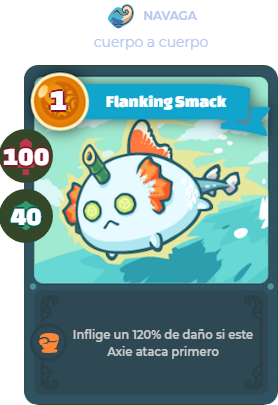 NAVAGA
cuerpo a cuerpo
1
Flanking Smack
100
40
Inflige un 120% de daño si este
Axie ataca primero